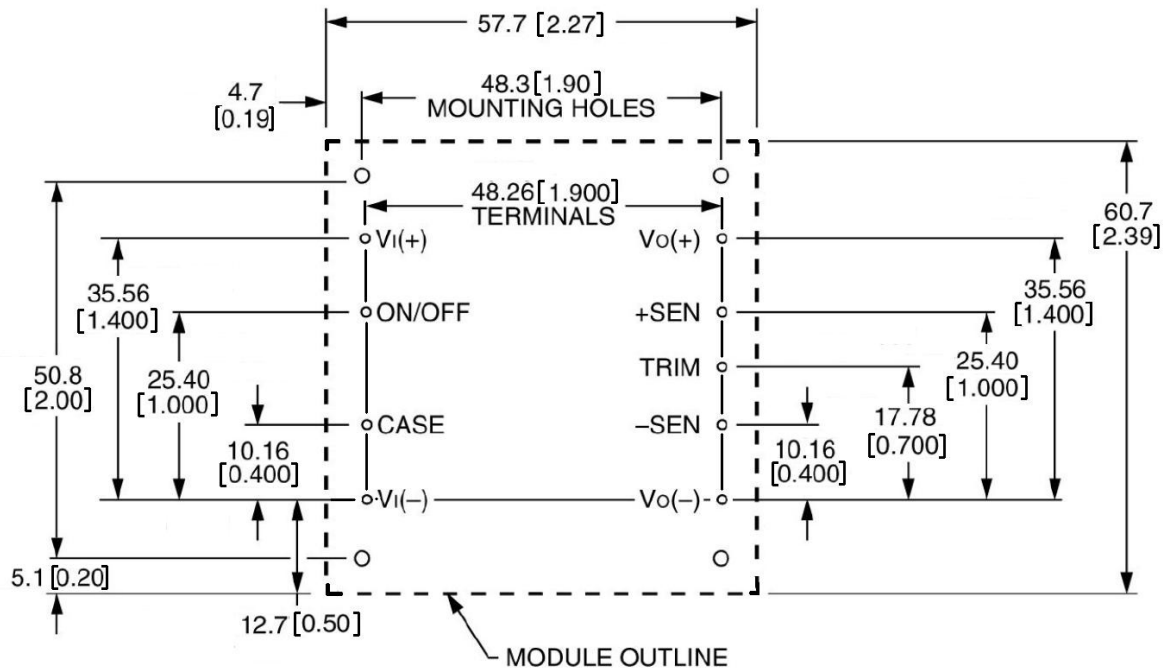 57.7 [2.27]
4.7
[0.19]
48.3[1.90]
MOUNTING HOLES
48.26[1.900]
TERMINALS
60.7
[2.39]
VI(+)
VO(+)
35.56
[1.400]
35.56
[1.400]
ON/OFF
+SEN
50.8
[2.00]
25.40
[1.000]
TRIM
25.40
[1.000]
CASE
–SEN
17.78
[0.700]
10.16
[0.400]
10.16
[0.400]
VI(–)
VO(–)
5.1[0.20]
12.7[0.50]
MODULE OUTLINE